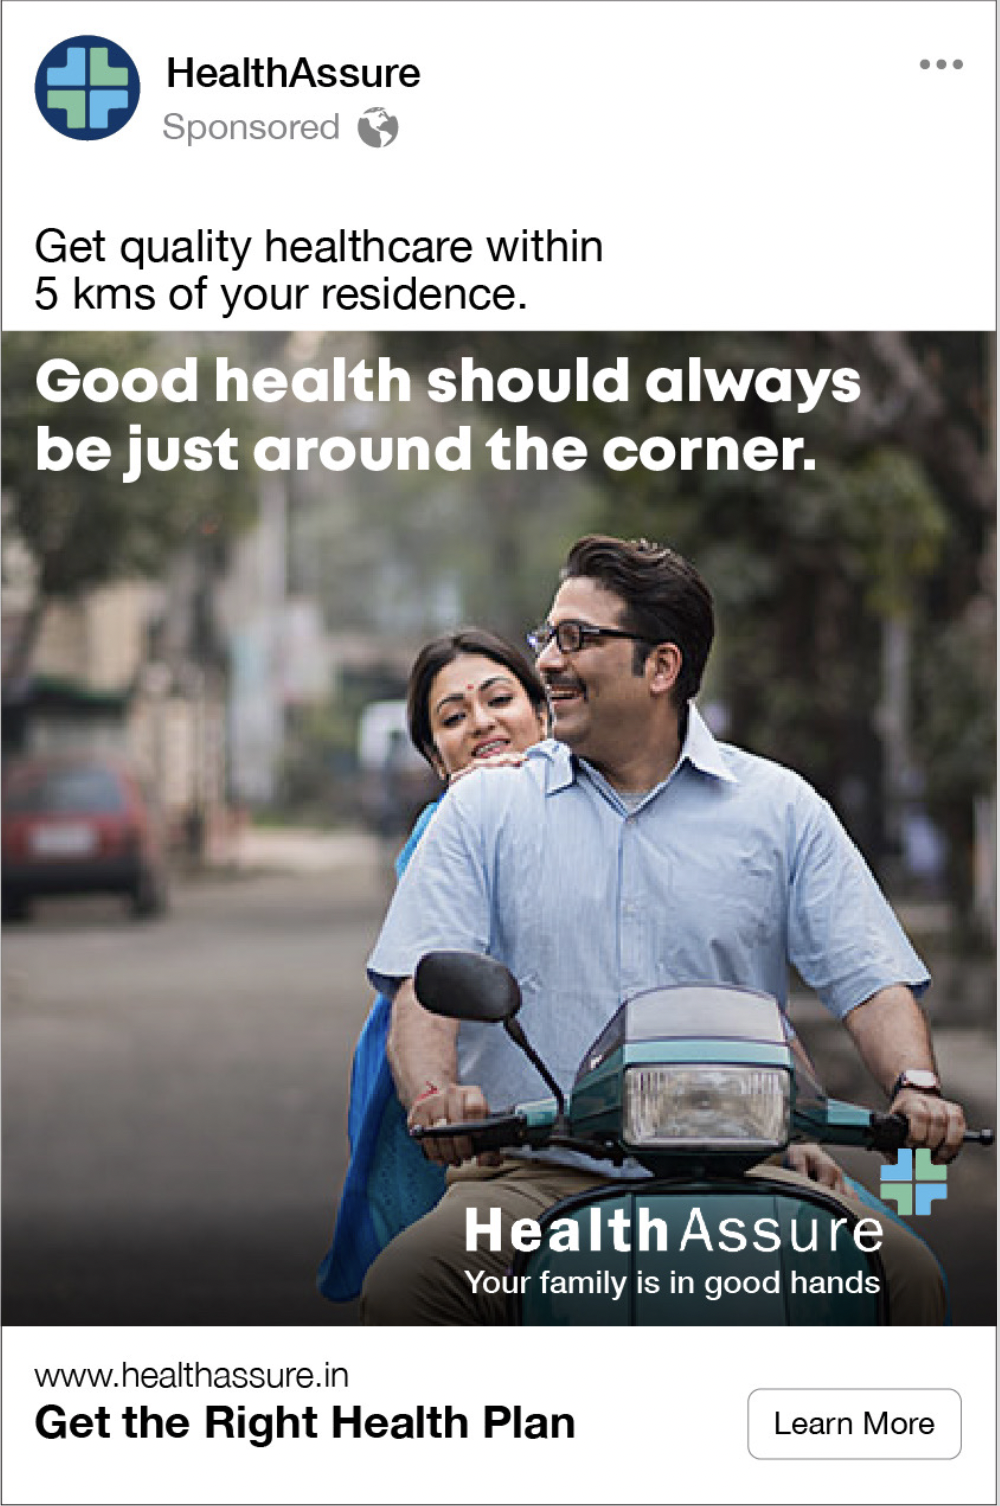 HealthAssure
Sponsored
Get quality healthcare within
5 kms of your residence.
Good health should always
be just around the corner.
HealthAssure
Your family is in good hands
www.healthassure.in
Get the Right Health Plan
Learn More